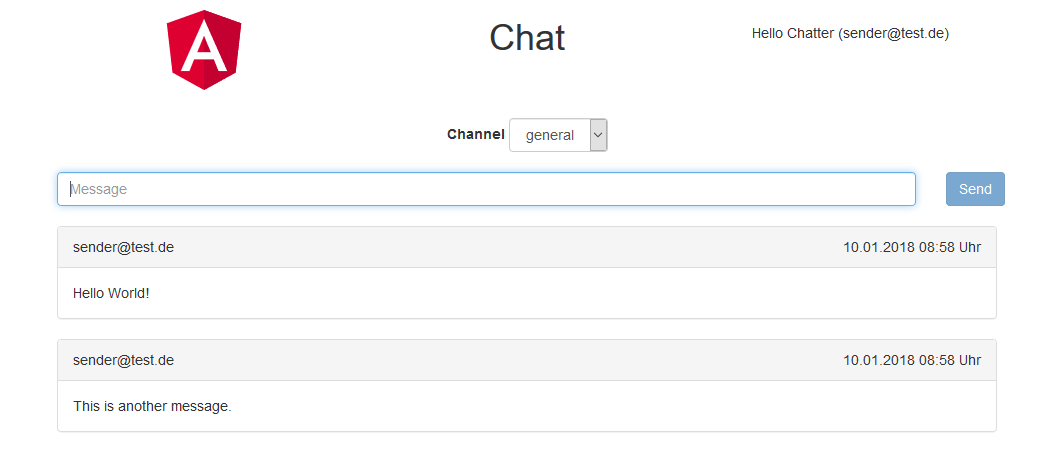 Chat
Hello Chatter (sender@test.de)
Channel general
Message Send
sender@test.de 10.01.2018 08:58 Uhr
Hello World!
sender@test.de 10.01.2018 08:58 Uhr
This is another message.